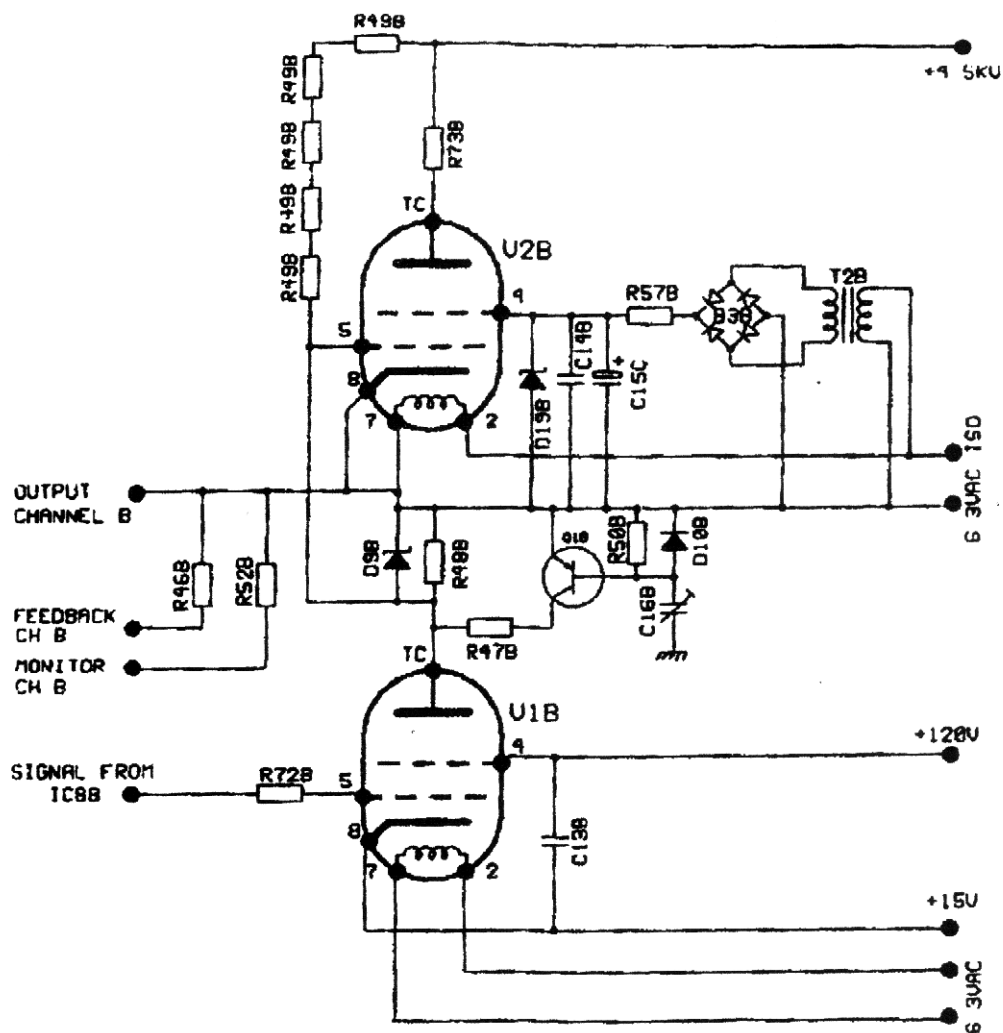 R49B
+4 5KV
R49B
R49B
R73B
R49B
TC
V2B
R49B
4
R57B
B3B
T2B
5
C14B
+
C15C
8
D19B
7
2
ISO
OUTPUT
CHANNEL B
6 3VAC
R46B
R52B
D9B
R48B
Q1B
R50B
D10B
C16B
FEEDBACK
CH B
R47B
MONITOR
CH B
TC
V1B
4
+120V
SIGNAL FROM
IC8B
R72B
5
8
C13B
7
2
+15V
6 3VAC